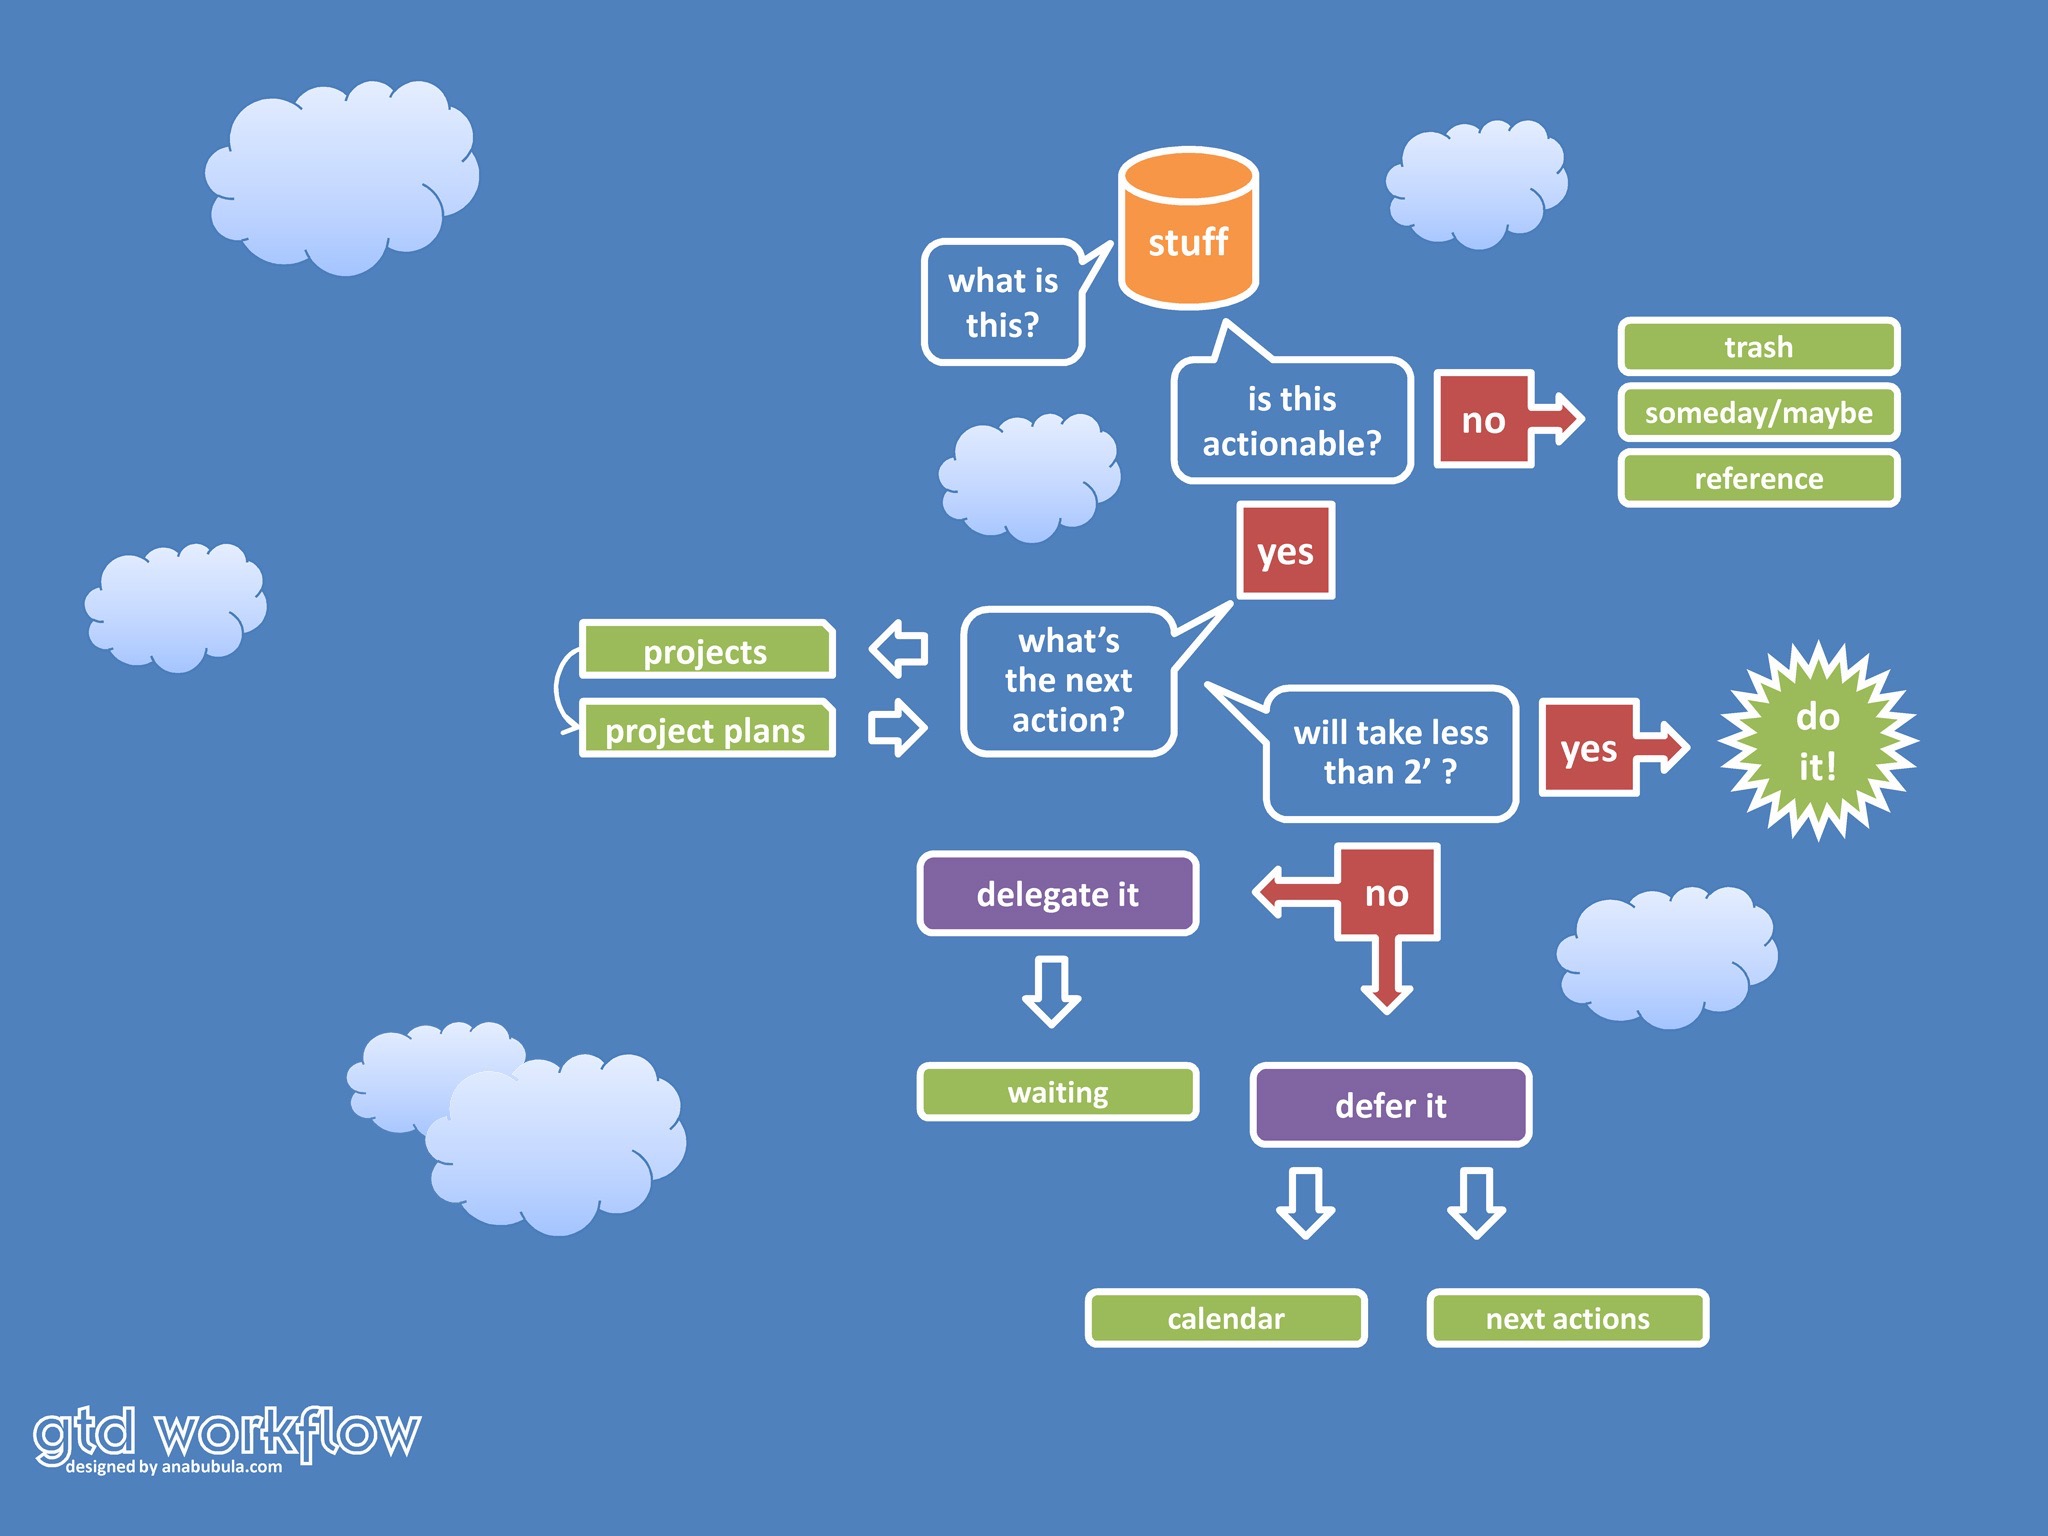 stuff
what is
this?
is this
actionable?
no
trash
someday/maybe
reference
yes
what’s
the next
action?
projects
project plans
will take less
than 2’ ?
yes
do
it!
no
delegate it
waiting
defer it
calendar
next actions
gtd workflow
designed by anabubula.com